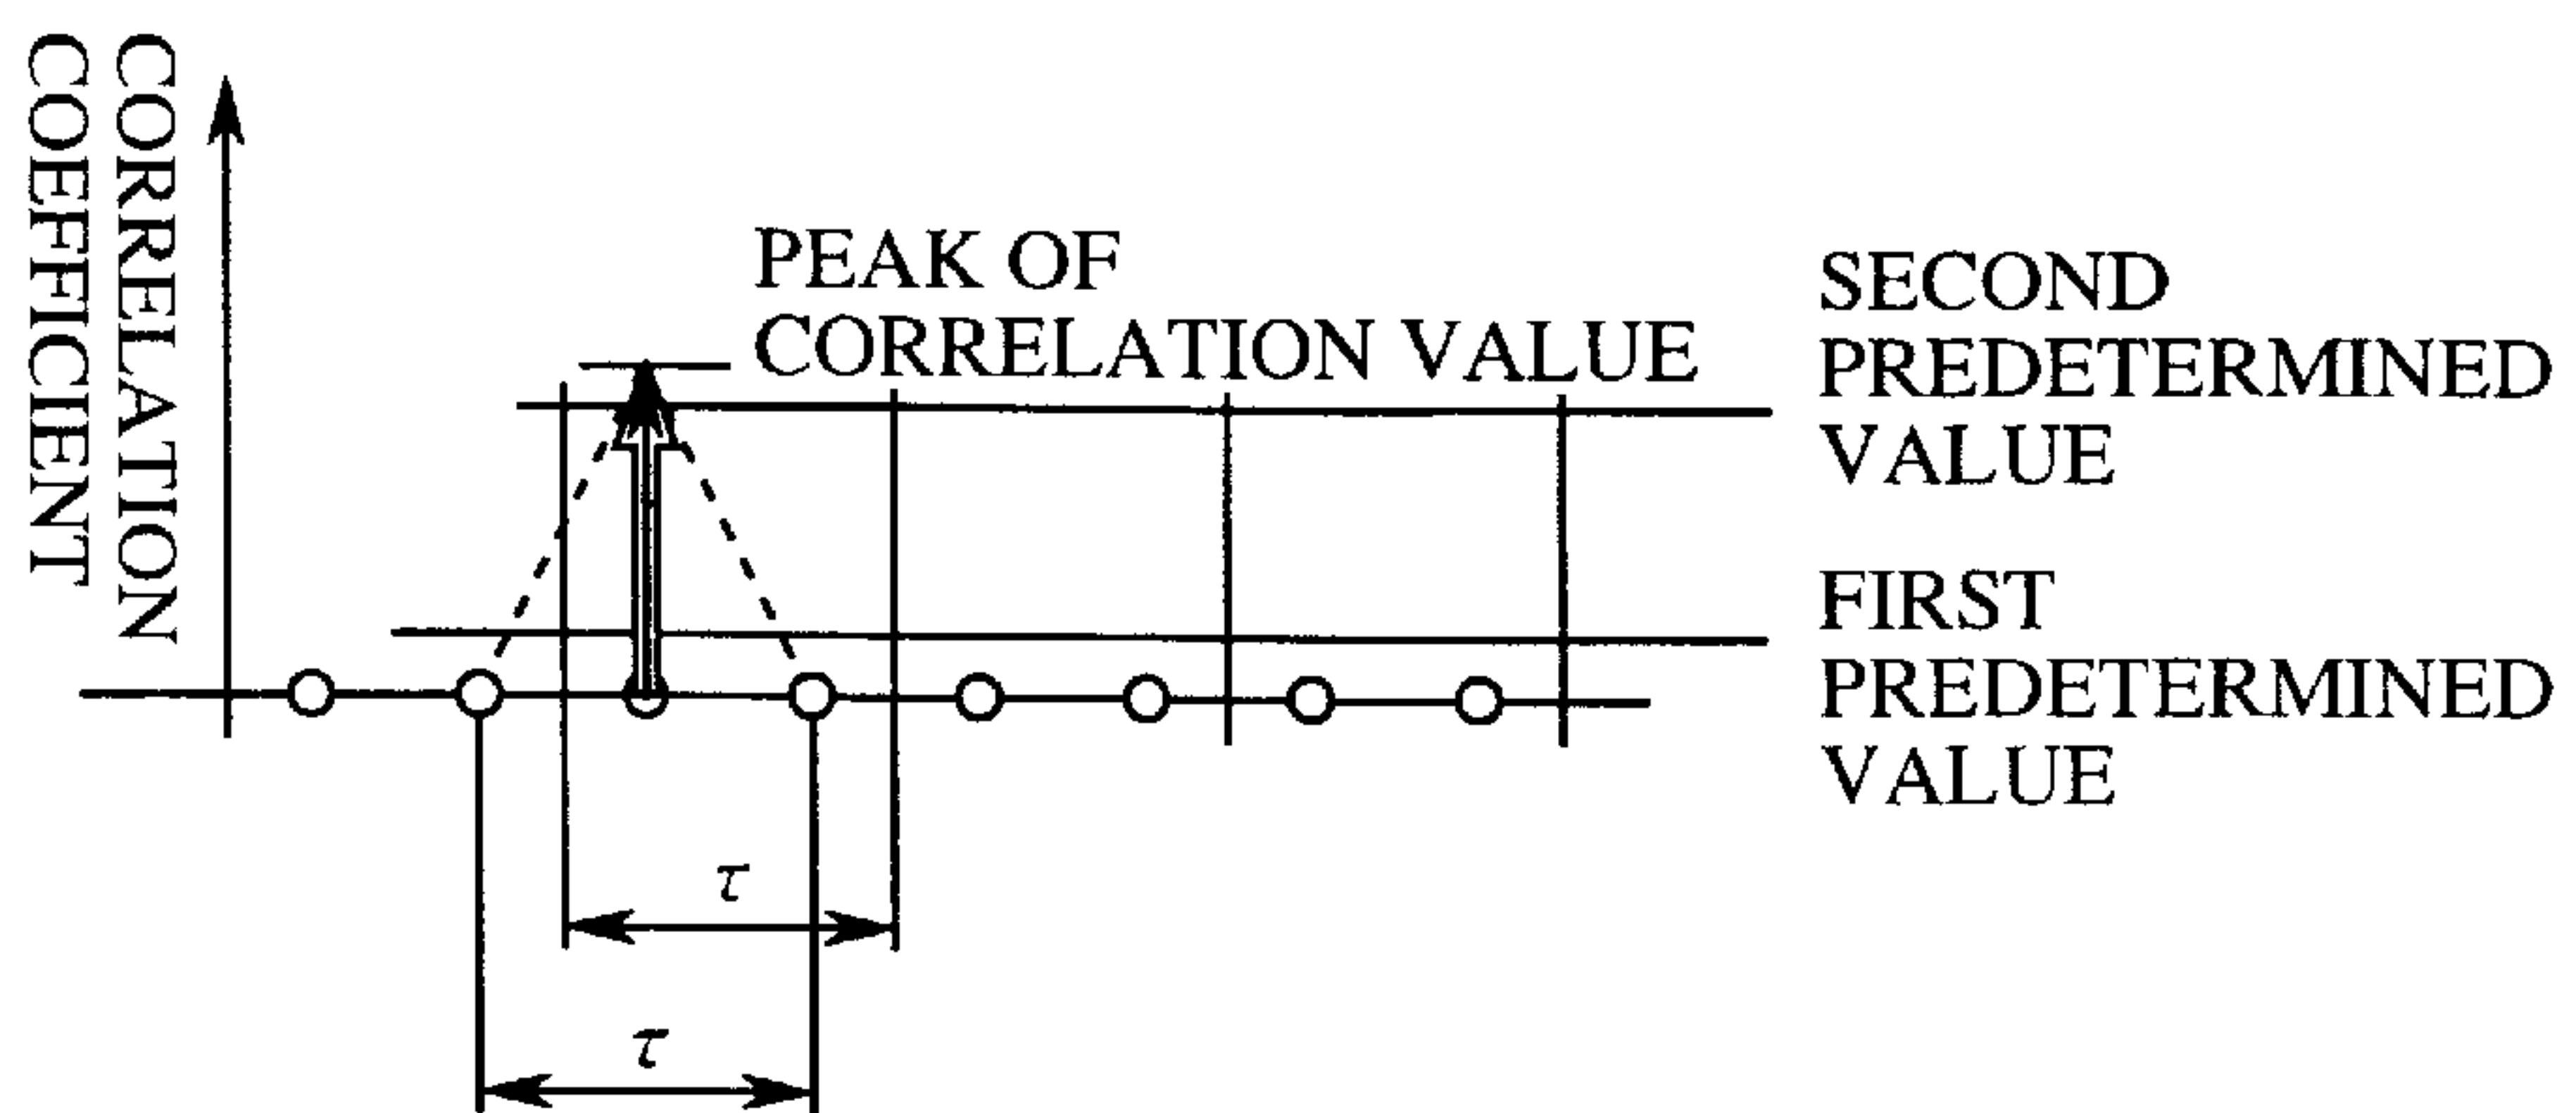 CORRELATION
COEFFICIENT
PEAK OF
CORRELATION VALUE
SECOND
PREDETERMINED
VALUE
FIRST
PREDETERMINED
VALUE
τ
τ